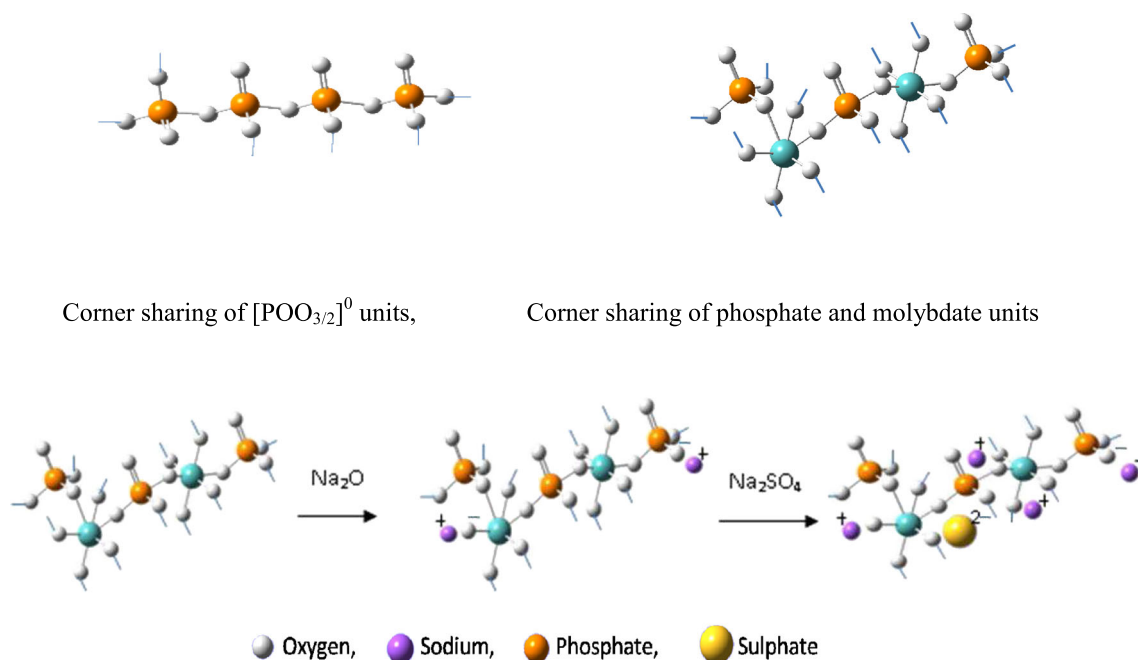 Corner sharing of [POO3/2]0 units,
Corner sharing of phosphate and molybdate units
Na2O
Na2SO4
+
−
−
+
+
+
+
2−
−
Oxygen, Sodium, Phosphate, Sulphate